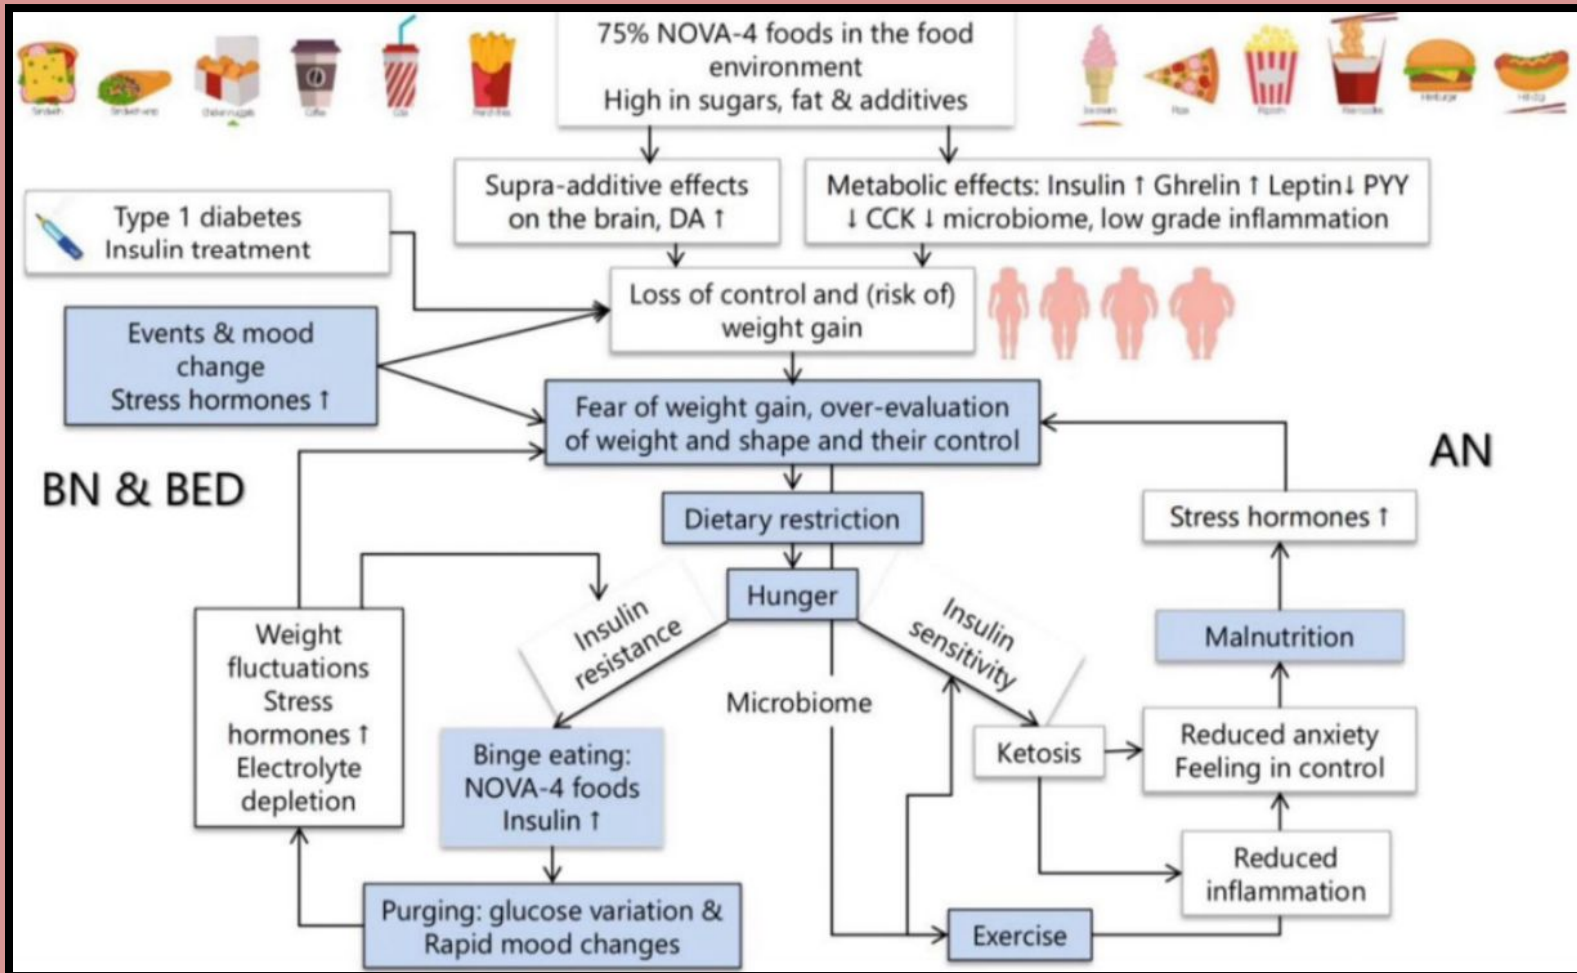 75% NOVA-4 foods in the food
environment
High in sugars, fat & additives
Supra-additive effects
on the brain, DA ↑
Metabolic effects: Insulin ↑ Ghrelin ↑ Leptin↓ PYY
↓ CCK ↓ microbiome, low grade inflammation
Type 1 diabetes
Insulin treatment
Loss of control and (risk of)
weight gain
Events & mood
change
Stress hormones ↑
Fear of weight gain, over-evaluation
of weight and shape and their control
BN & BED
AN
Dietary restriction
Stress hormones ↑
Hunger
Insulin
resistance
Insulin
sensitivity
Weight
fluctuations
Stress
hormones ↑
Electrolyte
depletion
Malnutrition
Microbiome
Binge eating:
NOVA-4 foods
Insulin ↑
Ketosis
Reduced anxiety
Feeling in control
Reduced
inflammation
Purging: glucose variation &
Rapid mood changes
Exercise